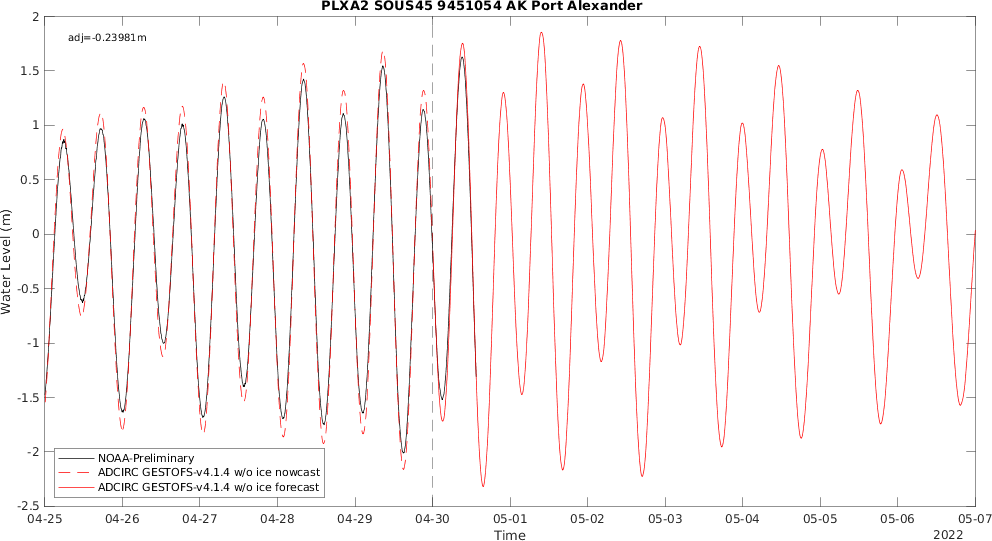 PLXA2 SOUS45 9451054 AK Port Alexander
adj=-0.23981m
Water Level (m)
2
1.5
1
0.5
0
-0.5
-1
-1.5
-2
-2.5
NOAA-Preliminary
ADCIRC GESTOFS-v4.1.4 w/o ice nowcast
ADCIRC GESTOFS-v4.1.4 w/o ice forecast
04-25 04-26 04-27 04-28 04-29 04-30 05-01 05-02 05-03 05-04 05-05 05-06 05-07
Time
2022